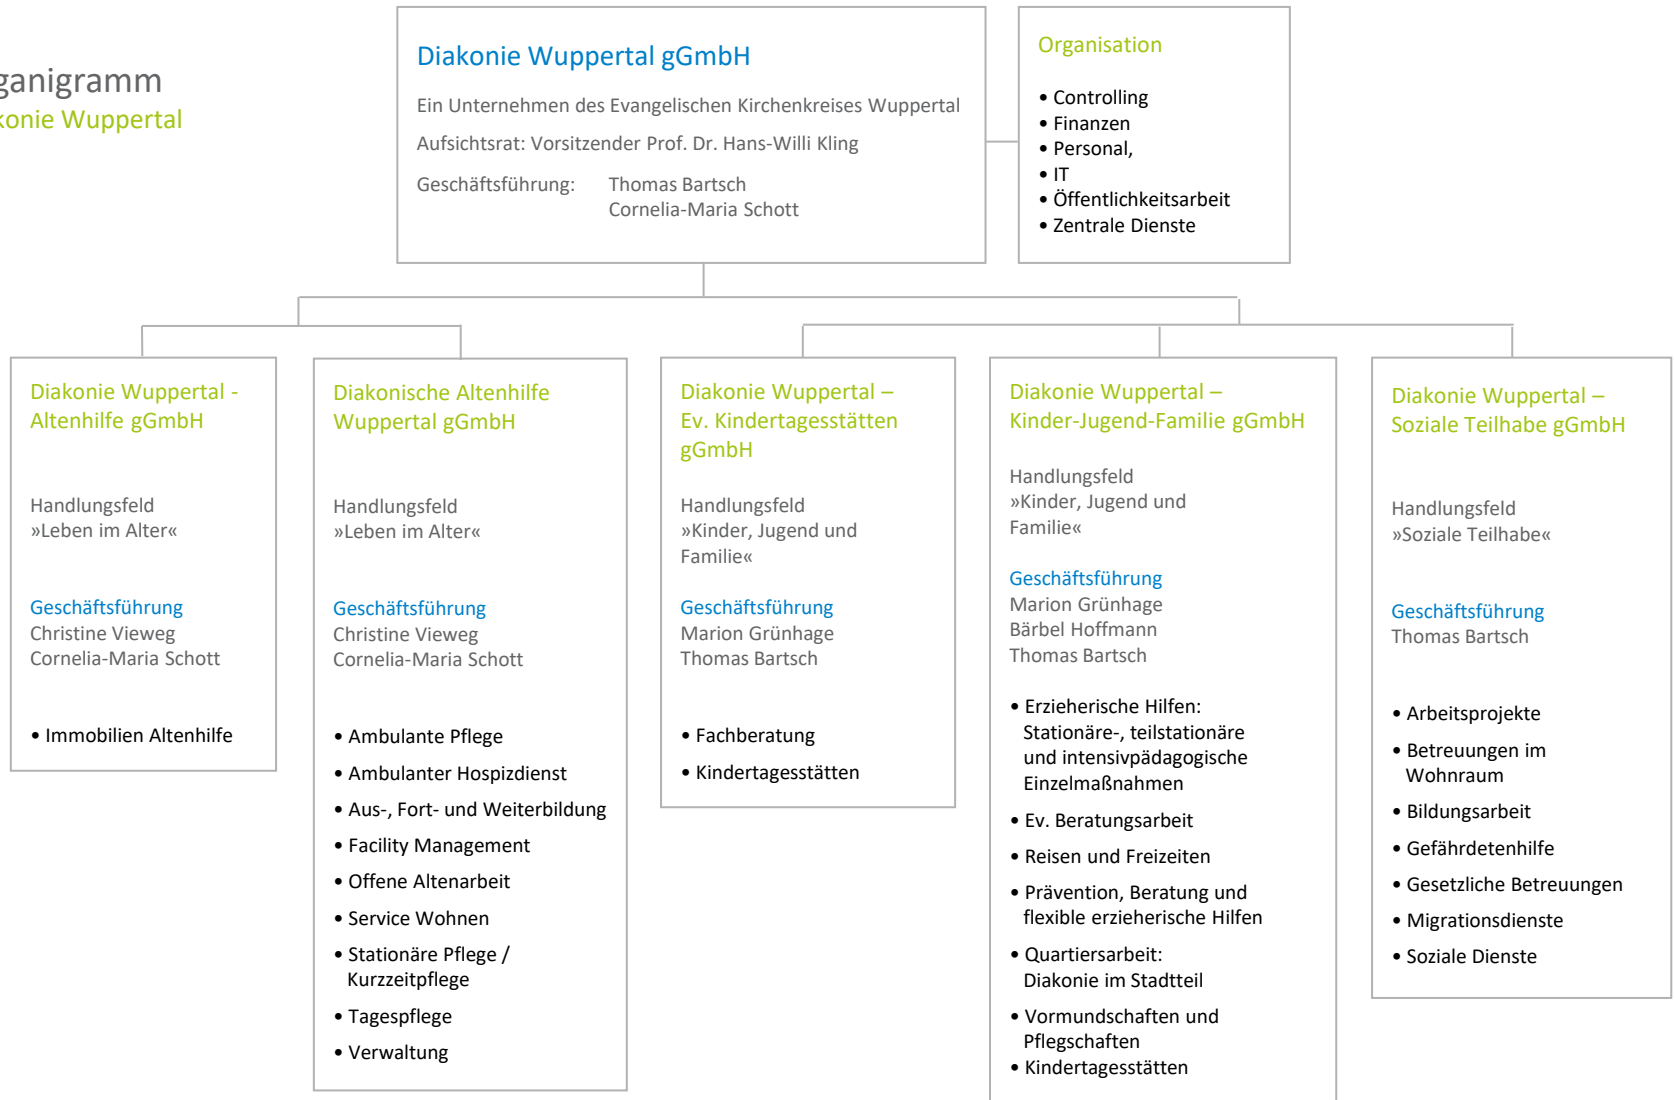 ganigramm
konie Wuppertal
Diakonie Wuppertal gGmbH
Ein Unternehmen des Evangelischen Kirchenkreises Wuppertal
Aufsichtsrat: Vorsitzender Prof. Dr. Hans-Willi Kling
Geschäftsführung: Thomas Bartsch
Cornelia-Maria Schott
Organisation
• Controlling
• Finanzen
• Personal,
• IT
• Öffentlichkeitsarbeit
• Zentrale Dienste
Diakonie Wuppertal -
Altenhilfe gGmbH
Handlungsfeld
»Leben im Alter«
Geschäftsführung
Christine Vieweg
Cornelia-Maria Schott
• Immobilien Altenhilfe
Diakonische Altenhilfe
Wuppertal gGmbH
Handlungsfeld
»Leben im Alter«
Geschäftsführung
Christine Vieweg
Cornelia-Maria Schott
• Ambulante Pflege
• Ambulanter Hospizdienst
• Aus-, Fort- und Weiterbildung
• Facility Management
• Offene Altenarbeit
• Service Wohnen
• Stationäre Pflege /
Kurzzeitpflege
• Tagespflege
• Verwaltung
Diakonie Wuppertal –
Ev. Kindertagesstätten
gGmbH
Handlungsfeld
»Kinder, Jugend und
Familie«
Geschäftsführung
Marion Grünhage
Thomas Bartsch
• Fachberatung
• Kindertagesstätten
Diakonie Wuppertal –
Kinder-Jugend-Familie gGmbH
Handlungsfeld
»Kinder, Jugend und
Familie«
Geschäftsführung
Marion Grünhage
Bärbel Hoffmann
Thomas Bartsch
• Erzieherische Hilfen:
Stationäre-, teilstationäre
und intensivpädagogische
Einzelmaßnahmen
• Ev. Beratungsarbeit
• Reisen und Freizeiten
• Prävention, Beratung und
flexible erzieherische Hilfen
• Quartiersarbeit:
Diakonie im Stadtteil
• Vormundschaften und
Pflegschaften
• Kindertagesstätten
Diakonie Wuppertal –
Soziale Teilhabe gGmbH
Handlungsfeld
»Soziale Teilhabe«
Geschäftsführung
Thomas Bartsch
• Arbeitsprojekte
• Betreuungen im
Wohnraum
• Bildungsarbeit
• Gefährdetenhilfe
• Gesetzliche Betreuungen
• Migrationsdienste
• Soziale Dienste